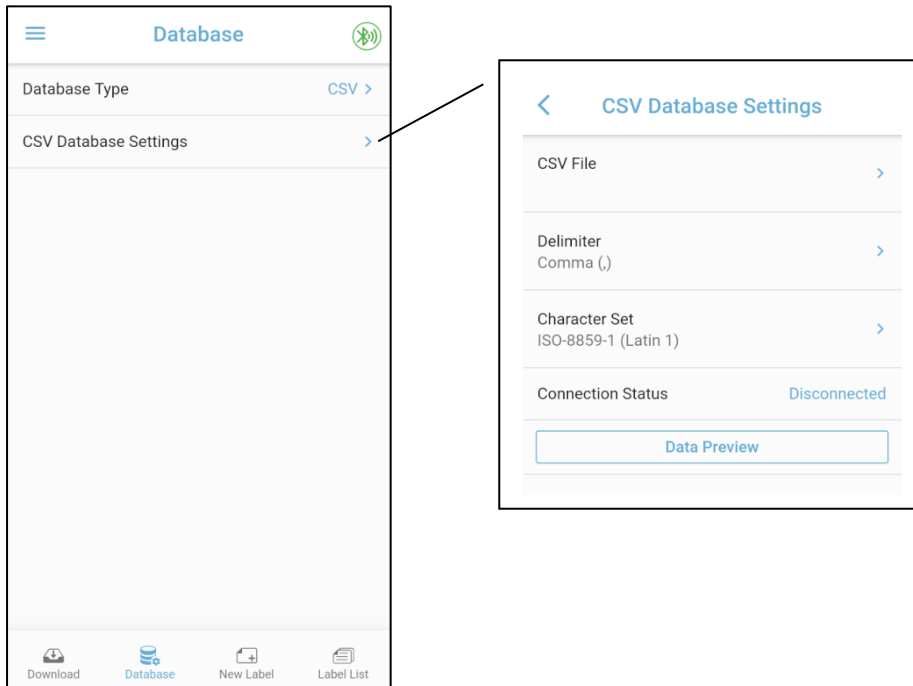 Database
Database Type CSV >
CSV Database Settings >
Download Database New Label Label List
< CSV Database Settings
CSV File >
Delimiter >
Comma (,)
Character Set >
ISO-8859-1 (Latin 1)
Connection Status Disconnected
Data Preview